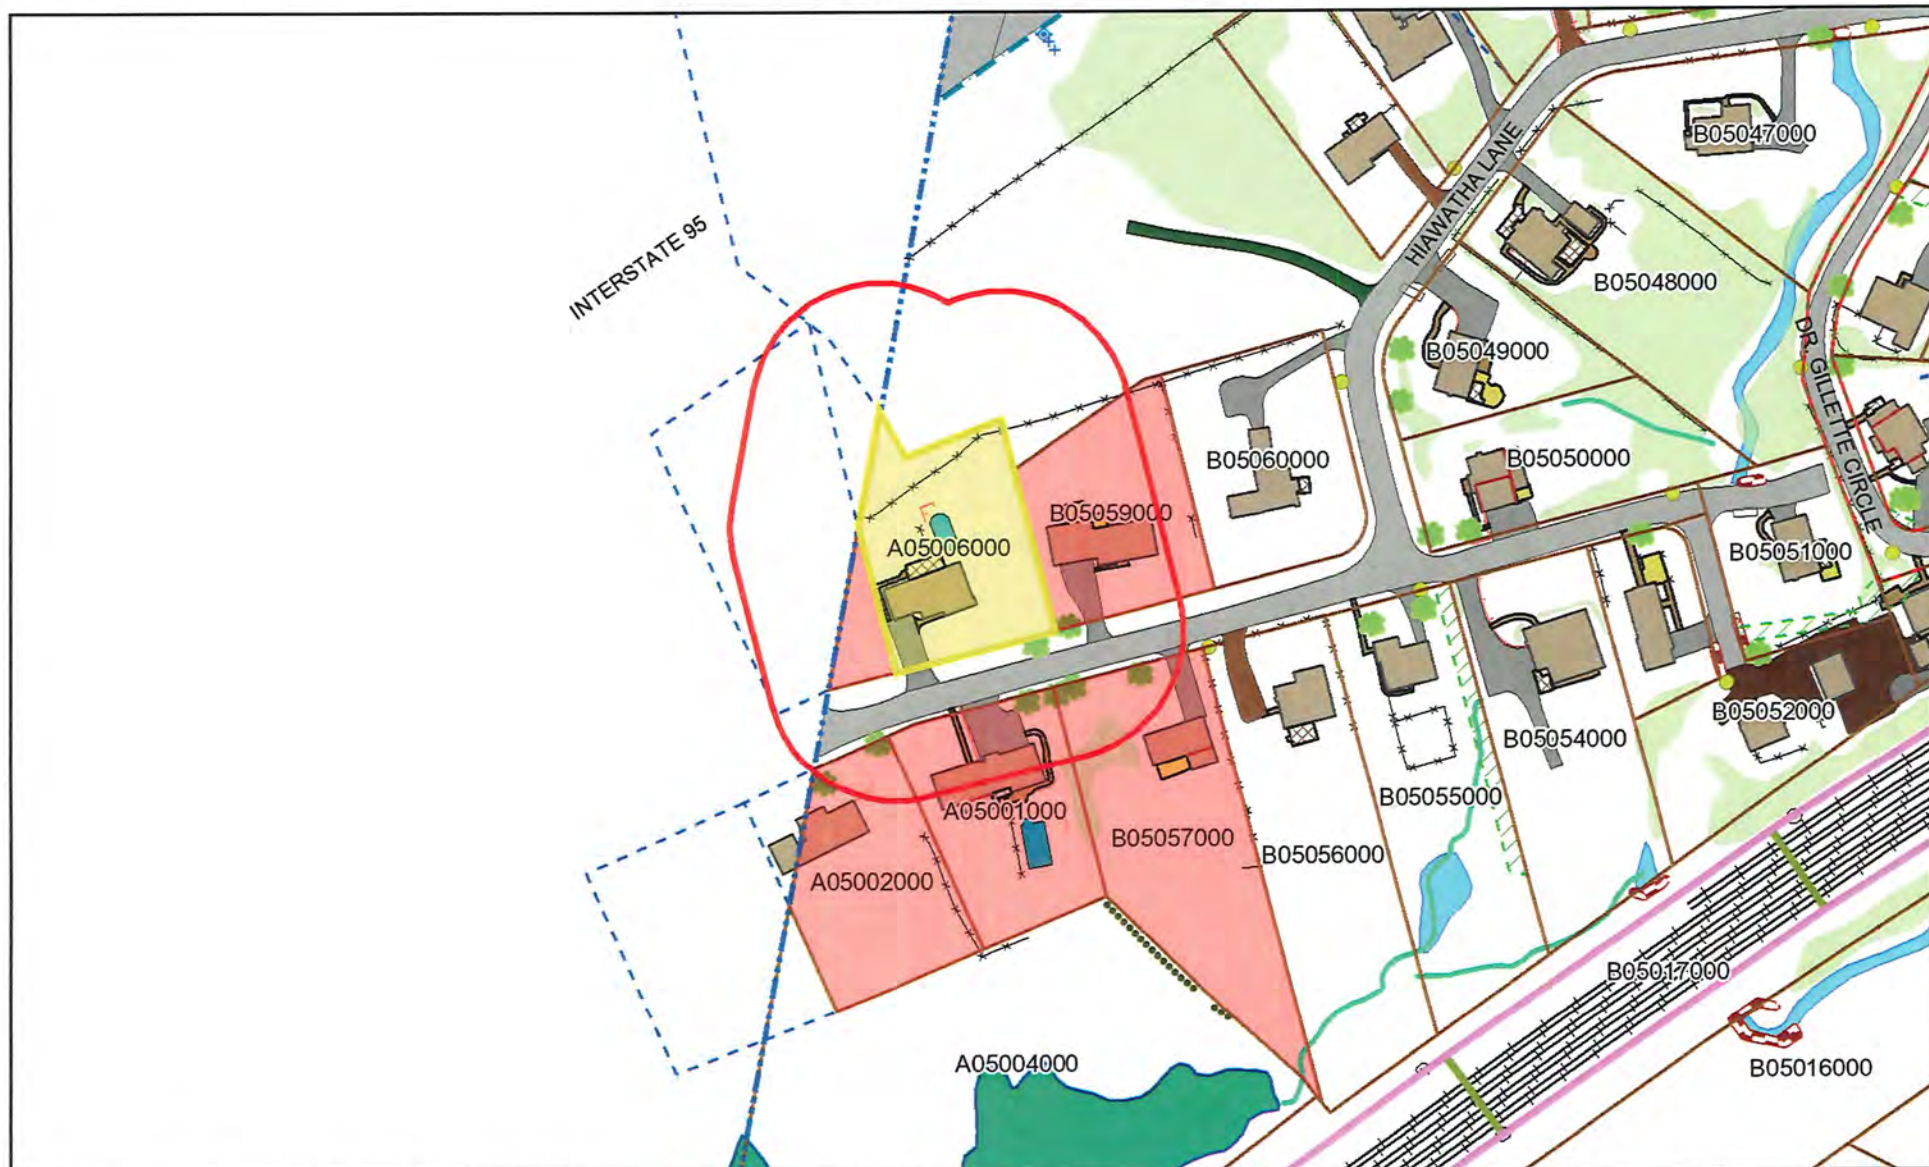 B05047000
HIAWATHA LANE
INTERSTATE 95
B05048000
DR. GILLETTE CIRCLE
B05049000
B05060000
B05050000
B05059000
A05006000
B05051000
B05052000
B05054000
B05055000
A05001000
B05057000
B05056000
A05002000
B05017000
A05004000
B05016000